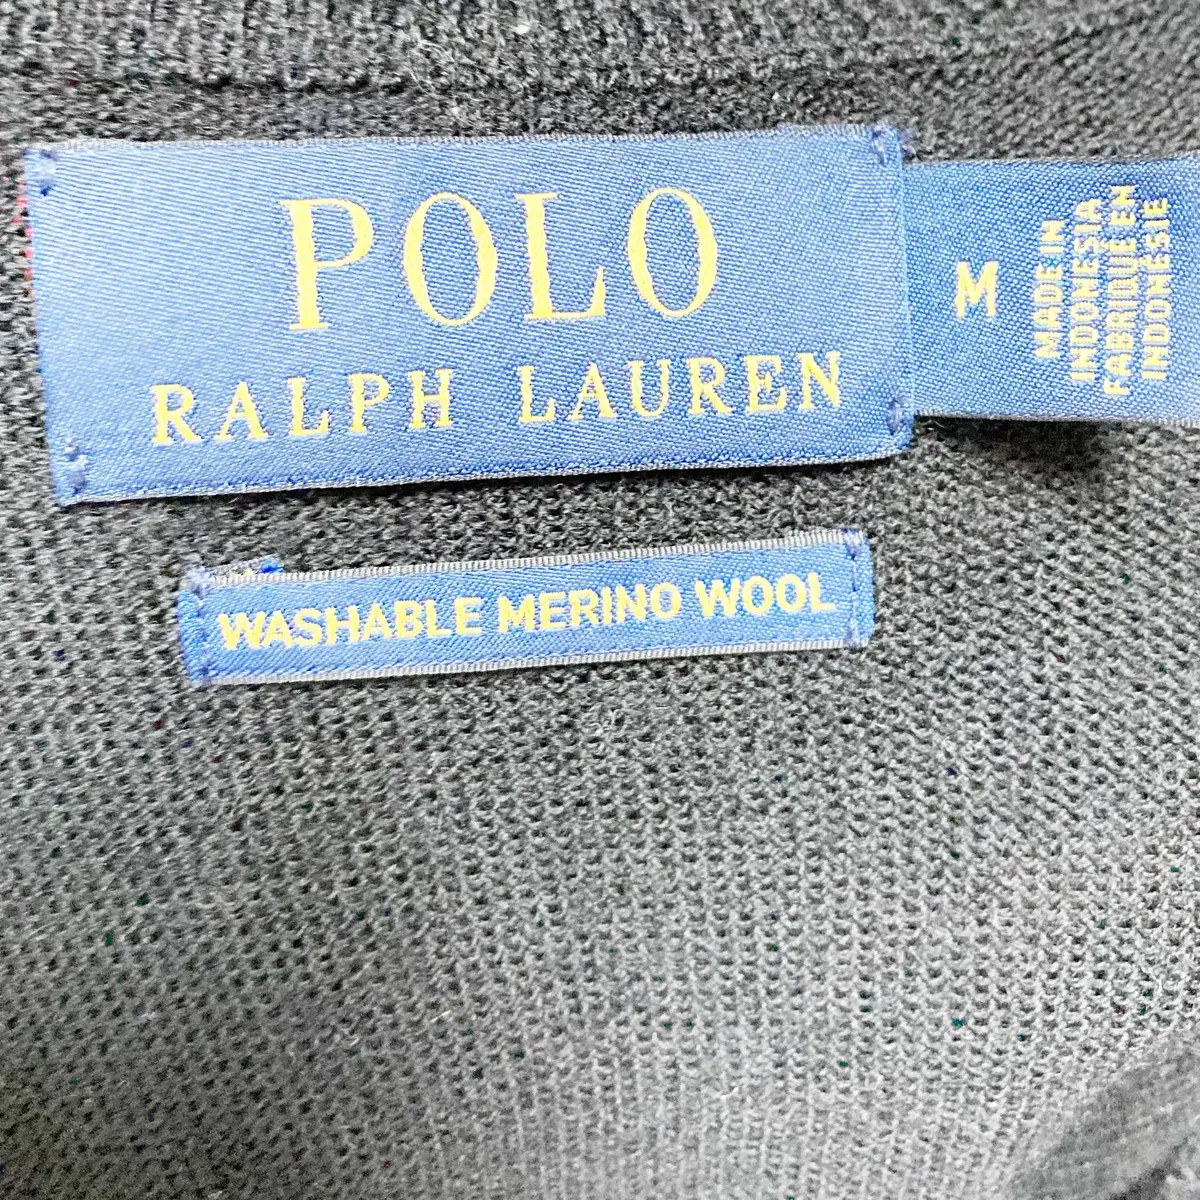 POLO
RALPH LAUREN
M
MADE IN
INDONESIA
FABRIQUÉ EN
INDONÉSIE
WASHABLE MERINO WOOL